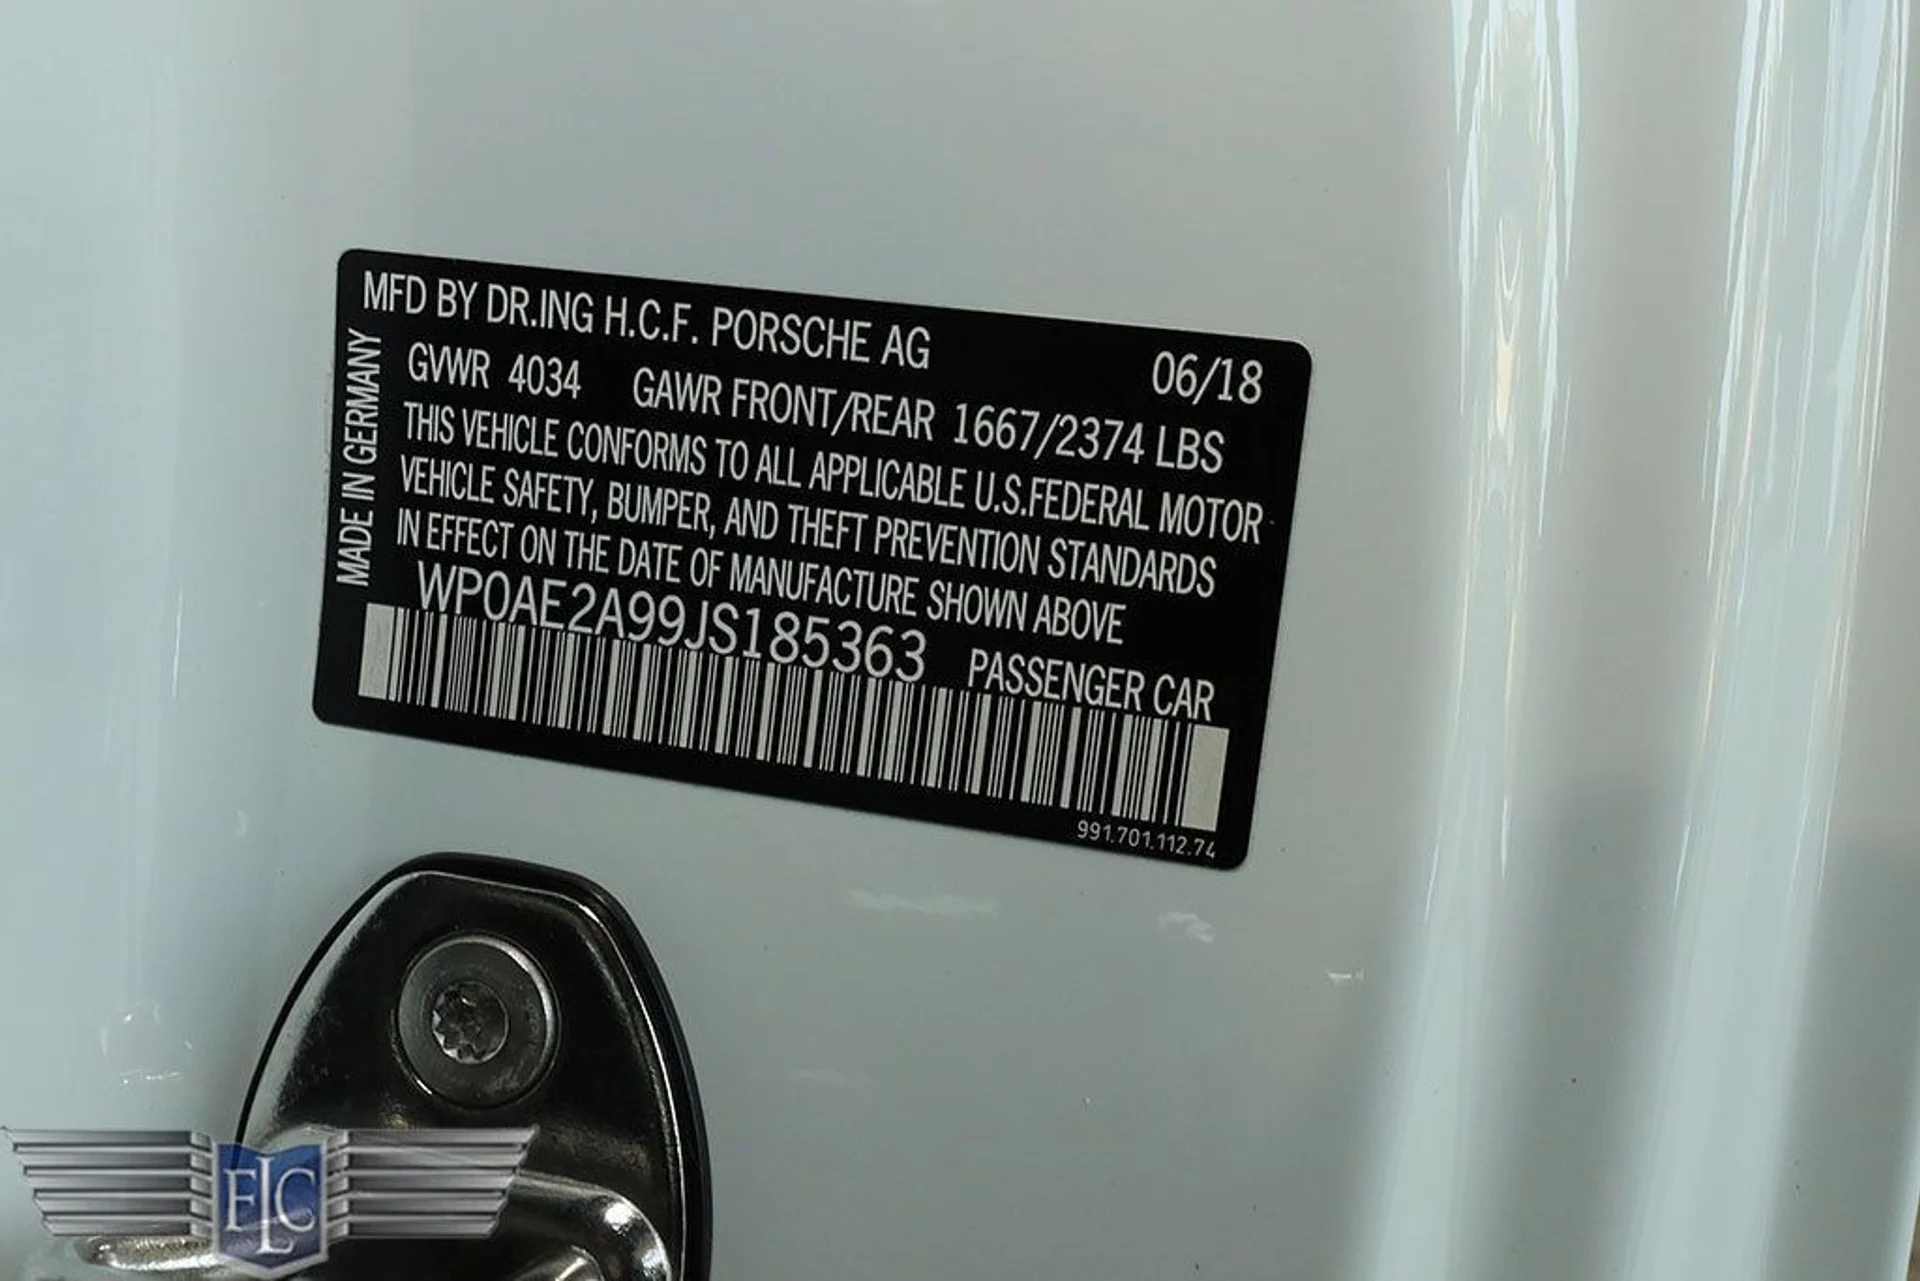 MFD BY DR.ING H.C.F. PORSCHE AG 06/18
GVWR 4034 GAWR FRONT/REAR 1667/2374 LBS
THIS VEHICLE CONFORMS TO ALL APPLICABLE U.S.FEDERAL MOTOR
VEHICLE SAFETY, BUMPER, AND THEFT PREVENTION STANDARDS
IN EFFECT ON THE DATE OF MANUFACTURE SHOWN ABOVE
WP0AE2A99JS185363 PASSENGER CAR
991.701.112.74
MADE IN GERMANY
FLC